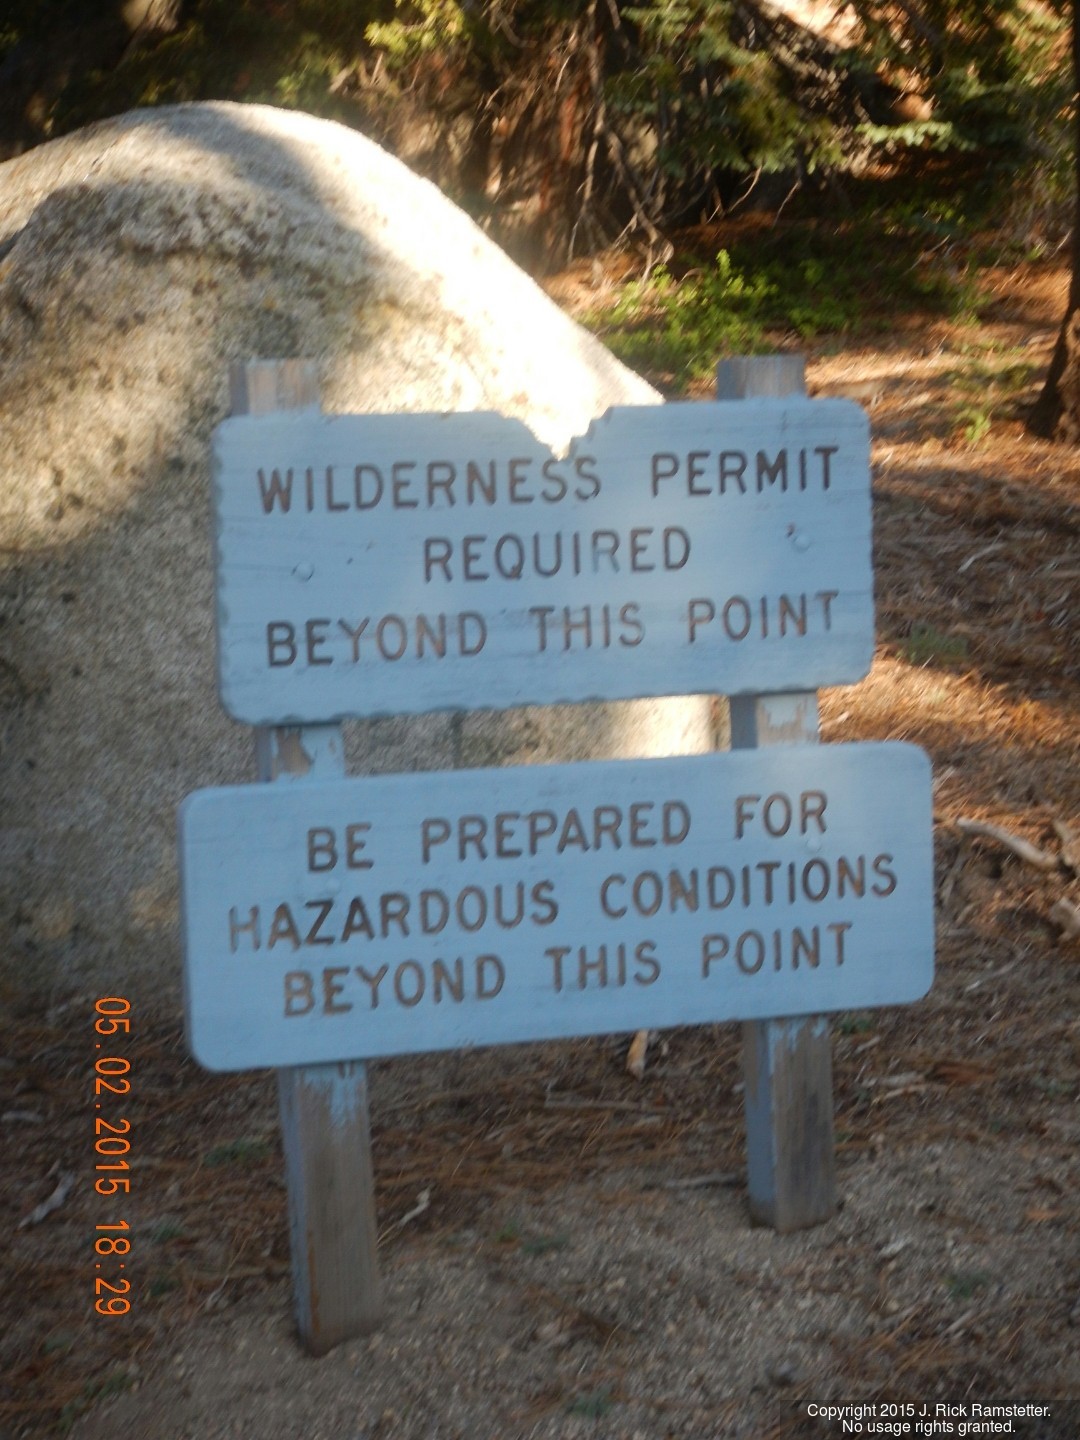 WILDERNESS PERMIT
REQUIRED
BEYOND THIS POINT
BE PREPARED FOR
HAZARDOUS CONDITIONS
BEYOND THIS POINT
05.02.2015 18:29
Copyright 2015 J. Rick Ramstetter.
No usage rights granted.